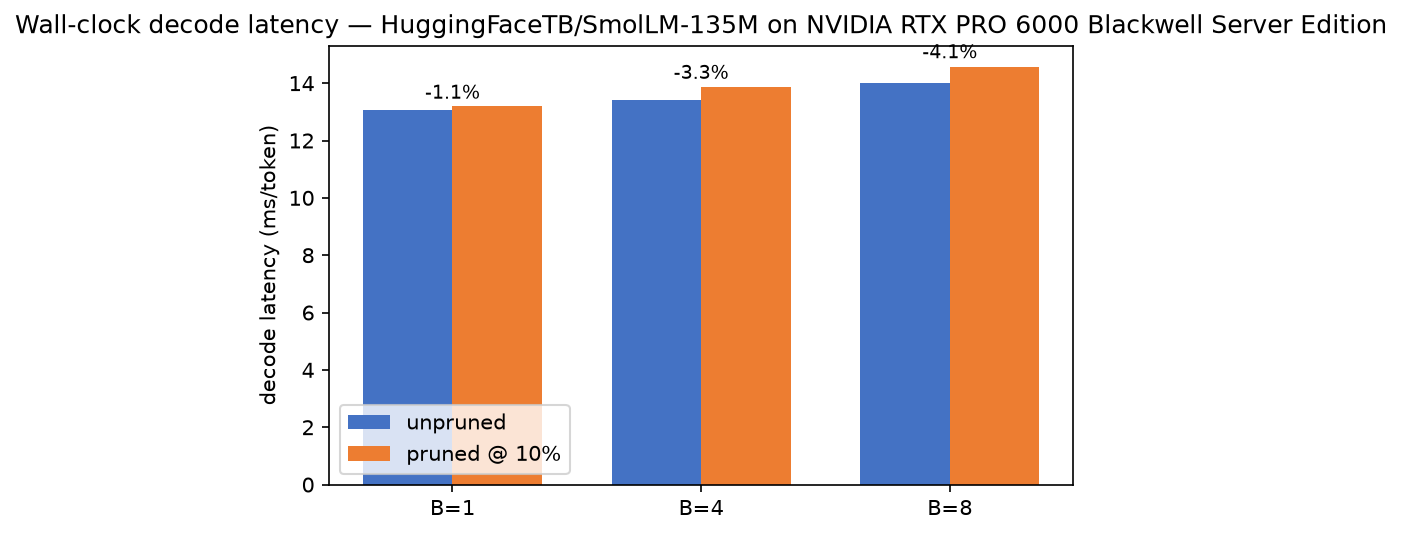 Wall-clock decode latency — HuggingFaceTB/SmolLM-135M on NVIDIA RTX PRO 6000 Blackwell Server Edition
decode latency (ms/token)
14
12
10
8
6
4
2
0
-1.1%
-3.3%
-4.1%
unpruned
pruned @ 10%
B=1
B=4
B=8